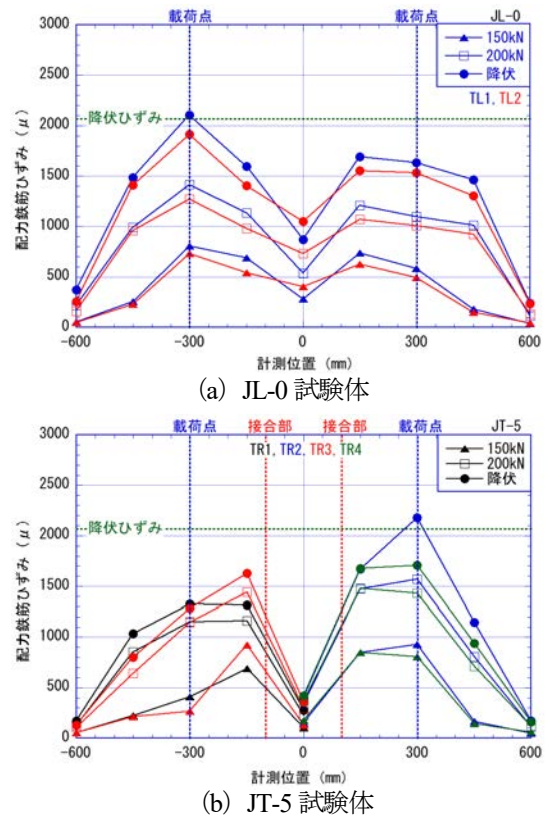 載荷点 載荷点 JL-0
3000
2500
2000
1500
1000
500
0
配力鉄筋ひずみ (μ)
150kN
200kN
降伏
TL1, TL2
降伏ひずみ
-600 -300 0 300 600
計測位置 (mm)
(a) JL-0 試験体
載荷点 接合部 接合部 載荷点 JT-5
3000
2500
2000
1500
1000
500
0
配力鉄筋ひずみ (μ)
TR1, TR2, TR3, TR4
150kN
200kN
降伏
降伏ひずみ
-600 -300 0 300 600
計測位置 (mm)
(b) JT-5 試験体